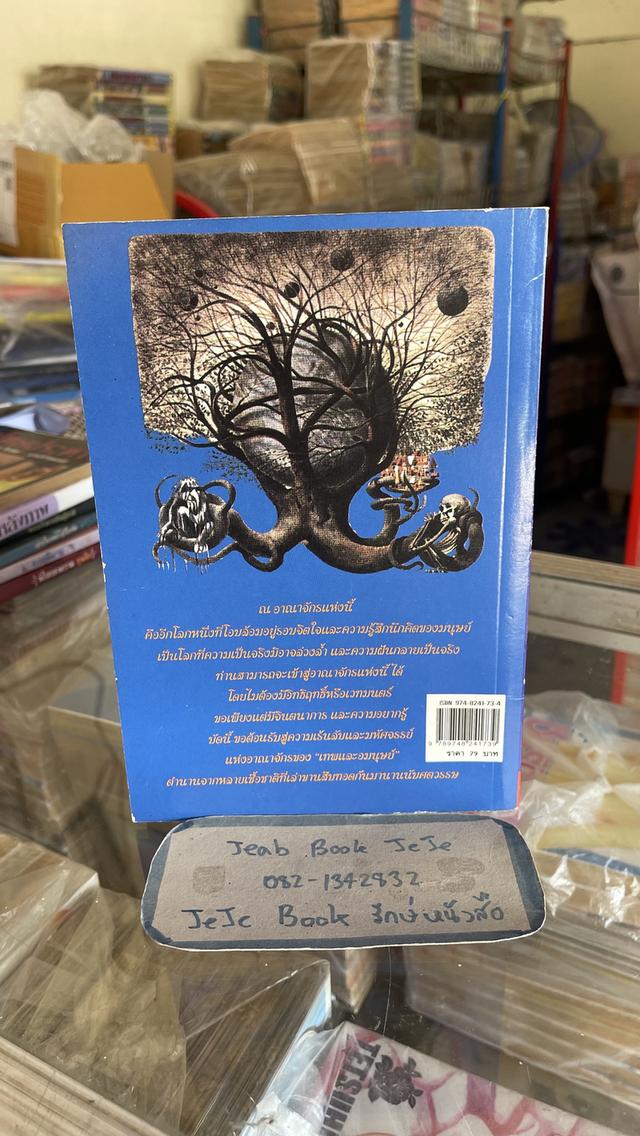 ณ อาณาจักรแห่งนี้
คืออีกโลกหนึ่งที่โอบล้อมอยู่รอบจิตใจและความรู้สึกนึกคิดของมนุษย์
เป็นโลกที่ความเป็นจริงมิอาจล่วงล้ำ และความฝันกลายเป็นจริง
ท่านสามารถจะเข้าสู่อาณาจักรแห่งนี้ ได้
โดยไม่ต้องมีอิทธิฤทธิ์หรือเวทมนตร์
ขอเพียงแต่มีจินตนาการ และความอยากรู้
บัดนี้ ขอต้อนรับสู่ความเร้นลับและมหัศจรรย์
แห่งอาณาจักรของ "เทพและอมนุษย์"
ตำนานจากหลายเชื้อชาติที่เล่าขานสืบทอดกันมานานนับศตวรรษ
ISBN 974-8241-73-4
9 789748 241739
ราคา 79 บาท
Jeab Book JeJe
082-1342832
JeJe Book รักษ์หนังสือ